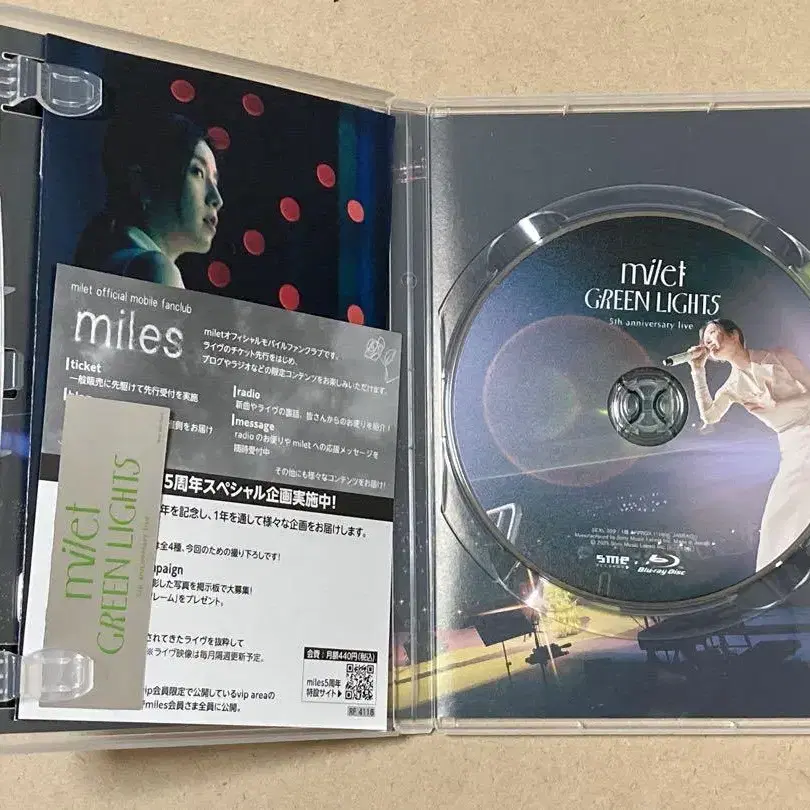 milet official mobile fanclub
miles
miletオフィシャルモバイルファンクラブです。
ライヴのチケット先行をはじめ、
ブログやラジオなどの限定コンテンツをお楽しみいただけます。
ticket
一般販売に先駆けて先行受付を実施
radio
新曲やライヴの裏話、皆さんからのお便りを紹介!
側をお届け
message
radioのお便りや milet への応援メッセージを
随時受付中
その他にも様々なコンテンツをお届け!
5周年スペシャル企画実施中!
年を記念し、1年を通して様々な企画をお届けします。
全4種、今回のための撮り下ろしです!
paign
影した写真を掲示板で大募集!
レーム」をプレゼント。
されてきたライヴを抜粋して
※ライヴ映像は毎月隔週更新予定。
会費:月額440円(税込)
miles5周年
特設サイト▶
vip会員限定で公開しているvip areaの
miles会員さま全員に公開。
RF 4118
milet
GREEN LIGHTS
5th anniversary live
milet
GREEN LIGHTS
5th anniversary live
sme
RECORDS
Blu-ray Disc